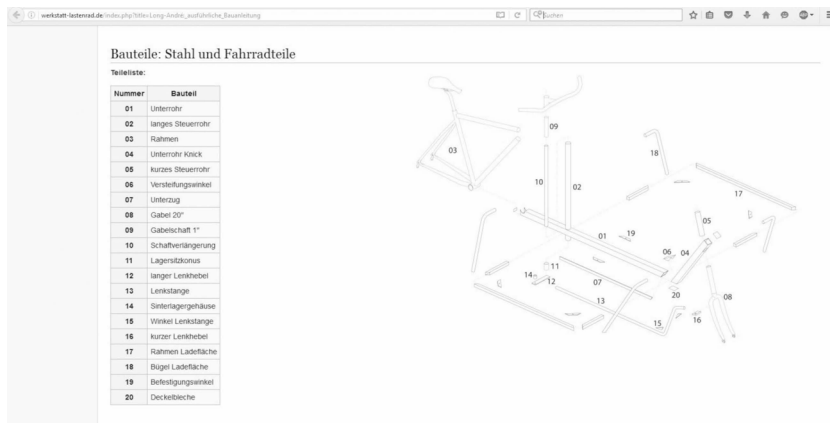 werkstatt-lastenrad.de/index.php?title=Long-André:_ausführliche_Bauanleitung
Suchen
Bauteile: Stahl und Fahrradteile
Teileliste:
Nummer Bauteil
01 Unterrohr
02 langes Steuerrohr
03 Rahmen
04 Unterrohr Knick
05 kurzes Steuerrohr
06 Versteifungswinkel
07 Unterzug
08 Gabel 20"
09 Gabelschaft 1"
10 Schaftverlängerung
11 Lagersitzkonus
12 langer Lenkhebel
13 Lenkstange
14 Sinterlagergehäuse
15 Winkel Lenkstange
16 kurzer Lenkhebel
17 Rahmen Ladefläche
18 Bügel Ladefläche
19 Befestigungswinkel
20 Deckelbleche
09
03
18
10
02
17
05
01
19
06
04
11
14
12
07
20
08
13
15
16